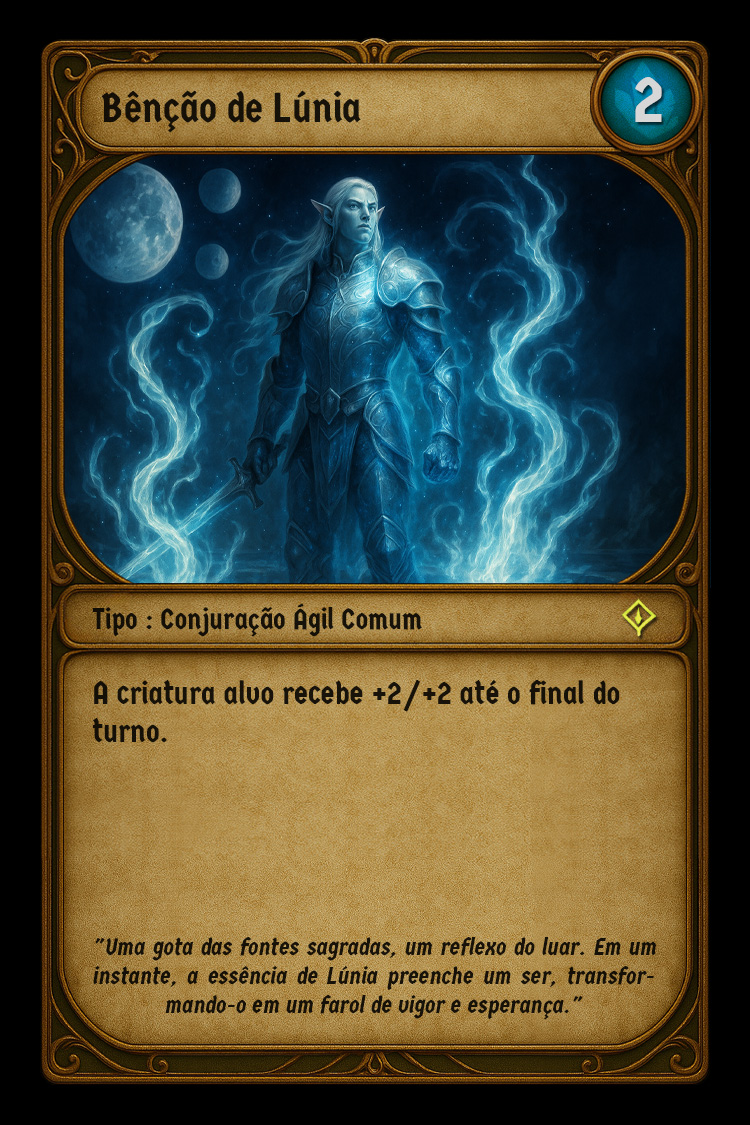 Bênção de Lúnia
2
Tipo : Conjuração Ágil Comum
A criatura alvo recebe +2/+2 até o final do
turno.
"Uma gota das fontes sagradas, um reflexo do luar. Em um
instante, a essência de Lúnia preenche um ser, transfor-
mando-o em um farol de vigor e esperança."